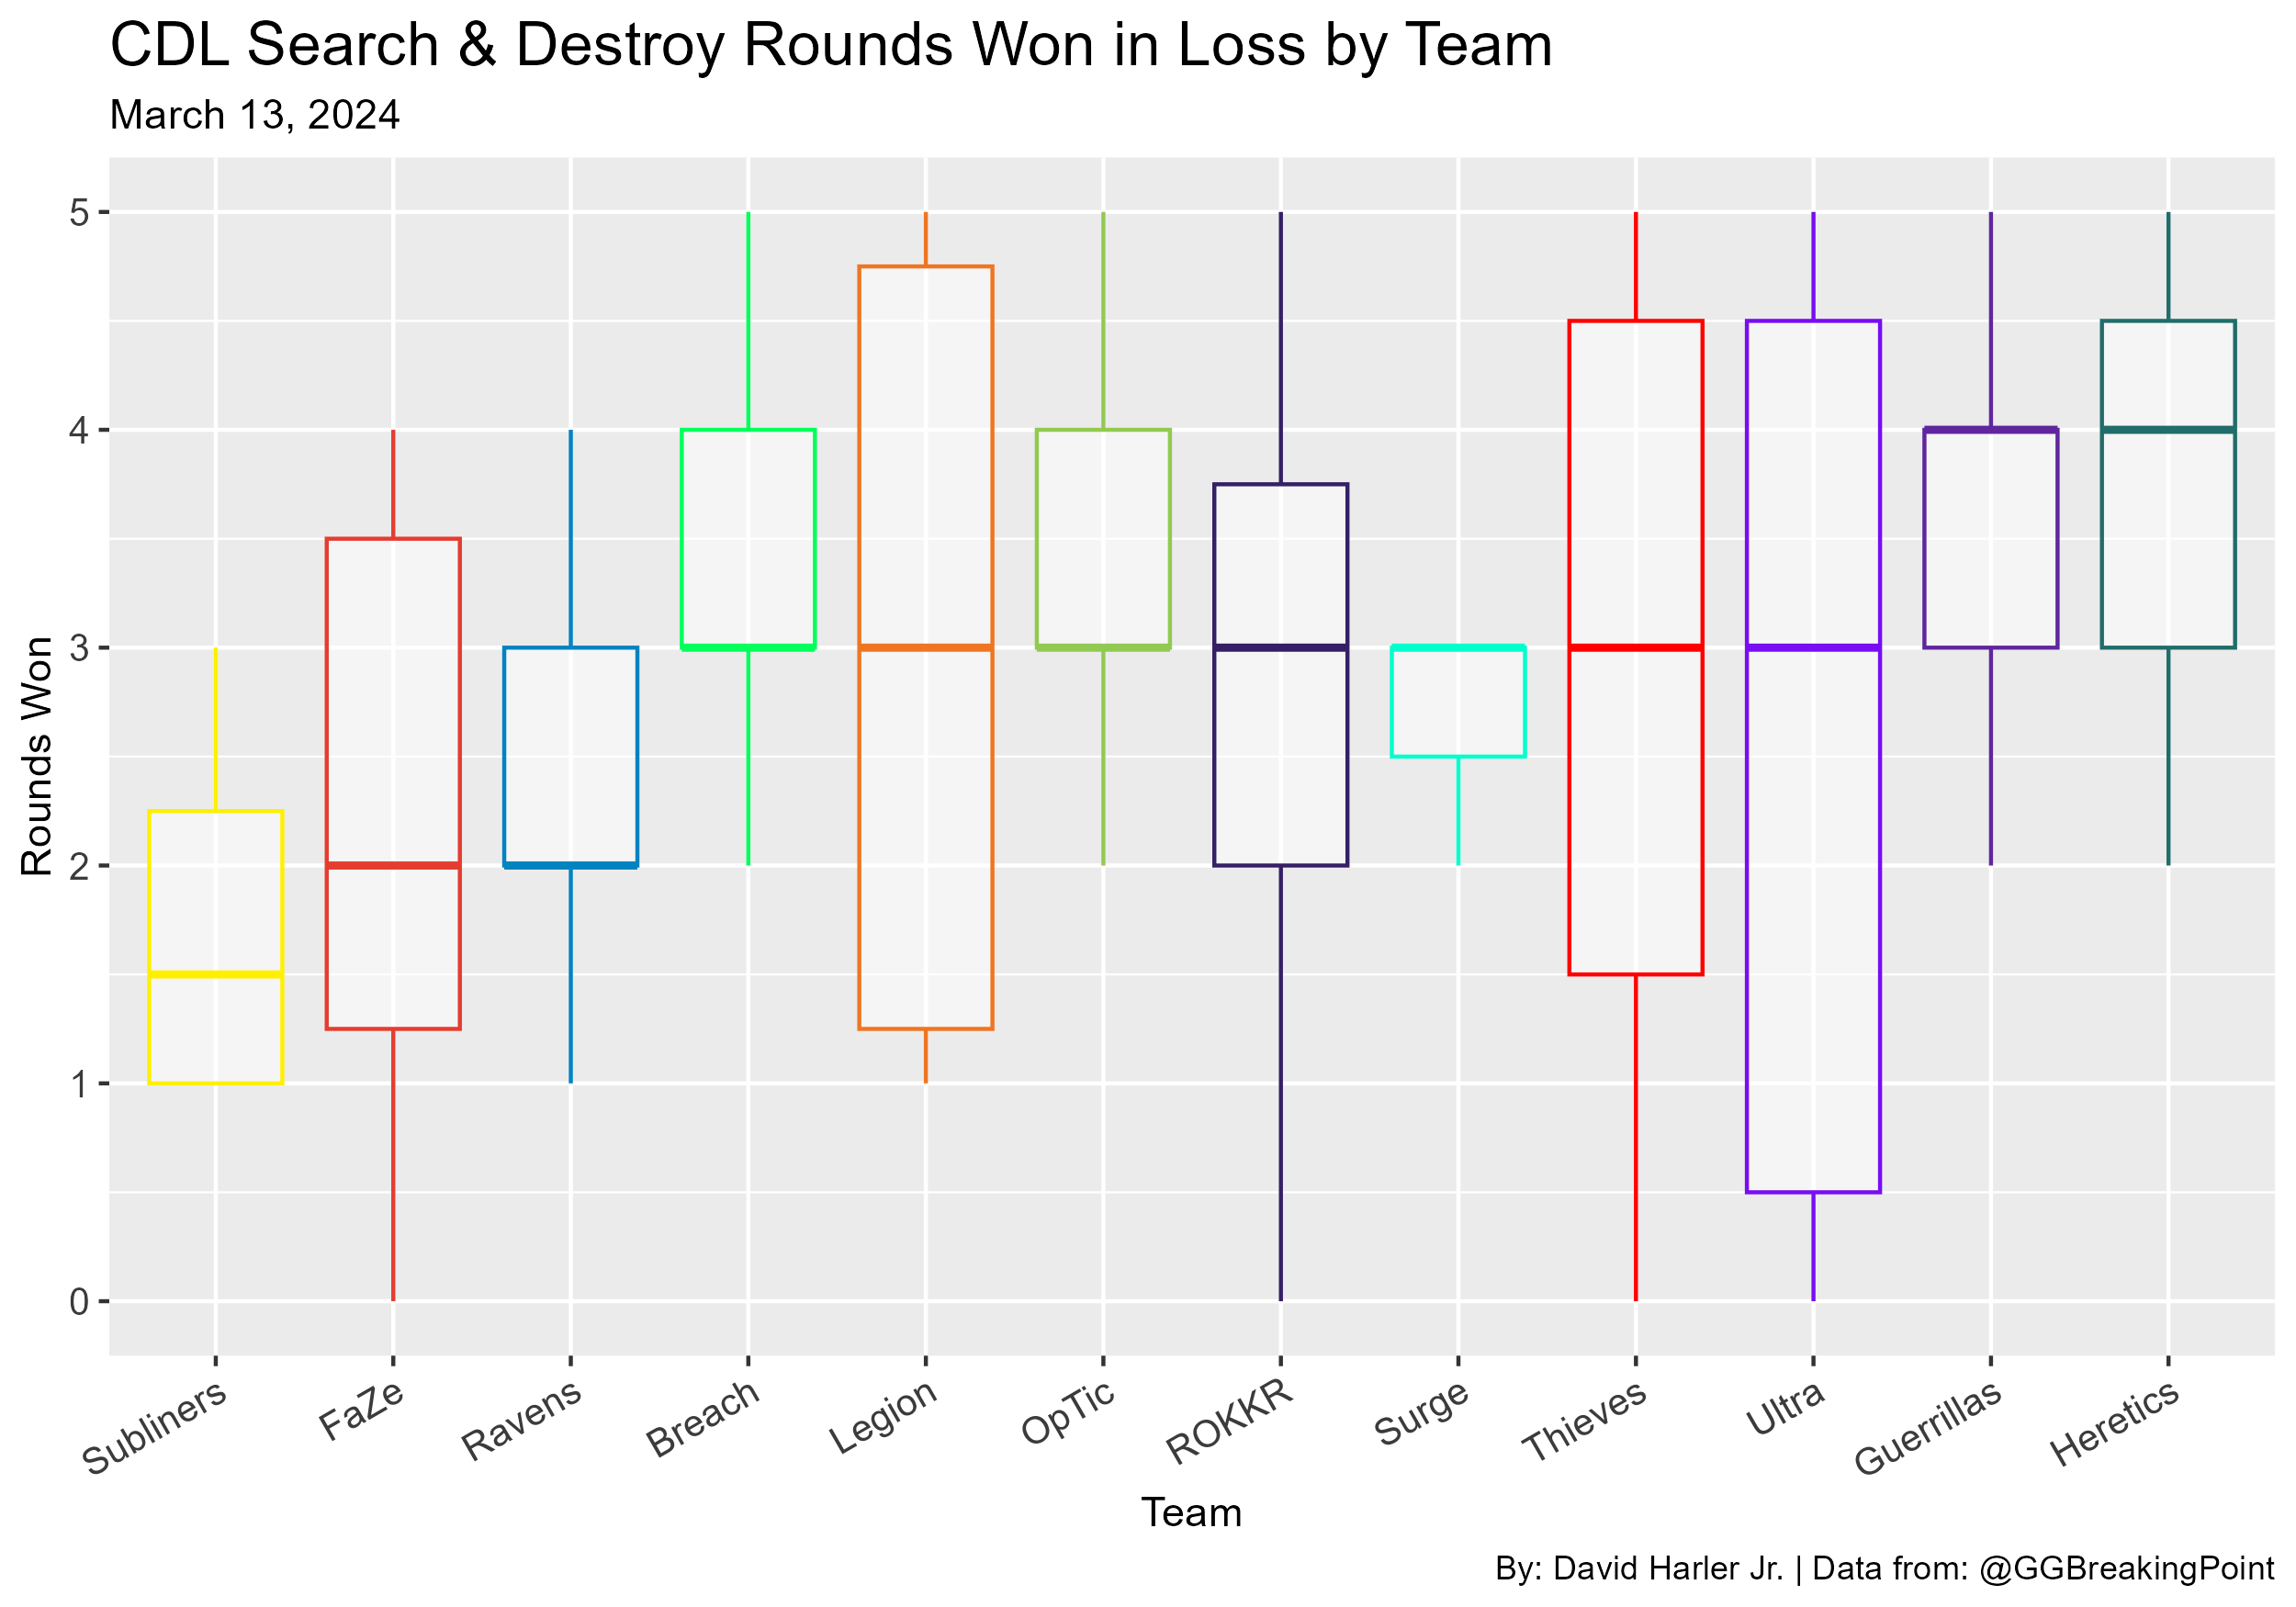 CDL Search & Destroy Rounds Won in Loss by Team
March 13, 2024
Rounds Won
5
4
3
2
1
0
Subliners
FaZe
Ravens
Breach
Legion
OpTic
ROKKR
Surge
Thieves
Ultra
Guerrillas
Heretics
Team
By: David Harler Jr. | Data from: @GGBreakingPoint